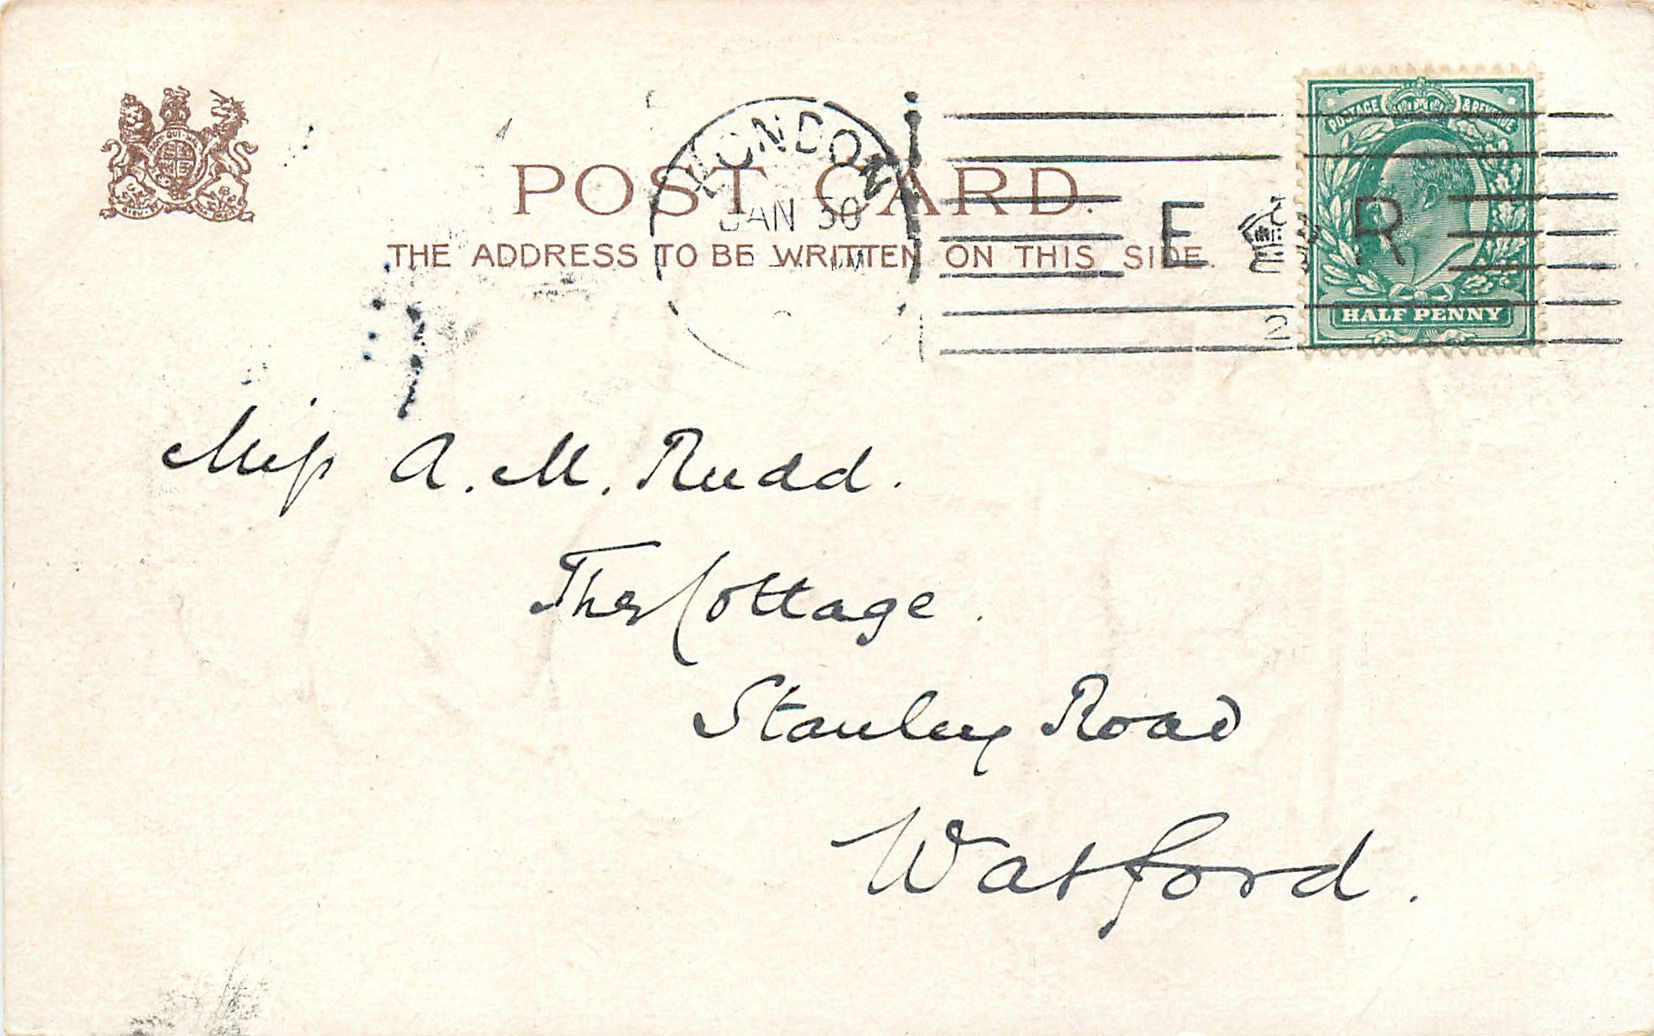 POST CARD.
THE ADDRESS TO BE WRITTEN ON THIS SIDE.
LONDON
JAN 30
E R
2
POSTAGE & REVENUE
HALF PENNY
Miss A. M. Rudd.
The Cottage.
Stanley Road
Watford.